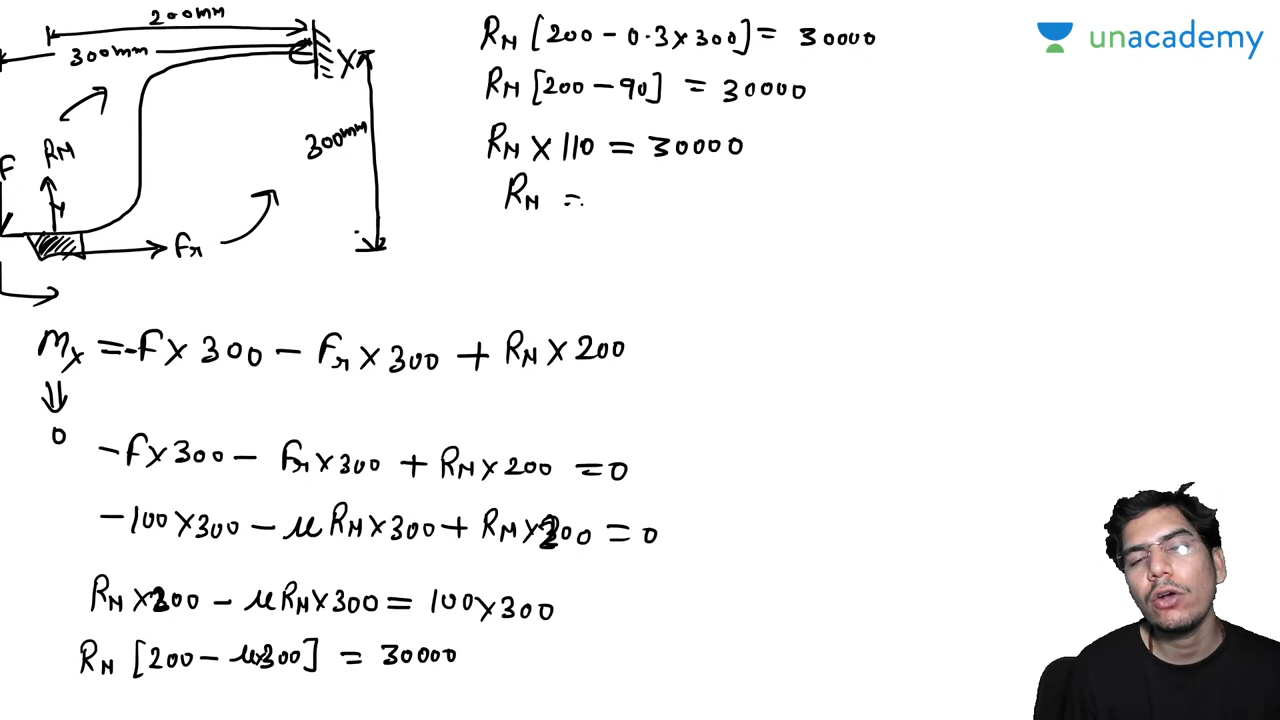 200mm
300mm
X
300mm
F
RN
Fr
RN [200 - 0.3 x 300] = 30000
RN [200 - 90] = 30000
RN X 110 = 30000
RN =
unacademy
Mx = -F X 300 - Fr X 300 + RN X 200
⇓
0
-F X 300 - Fr X 300 + RN X 200 = 0
-100 X 300 - μ RN X 300 + RN X 200 = 0
RN X 200 - μ RN X 300 = 100 X 300
RN [200 - μx300] = 30000